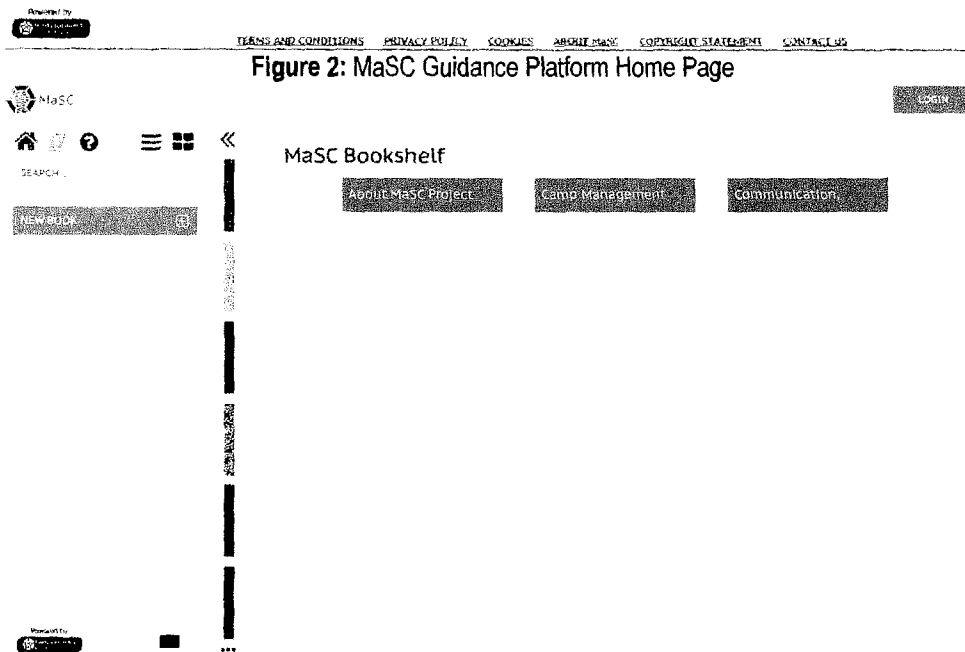 Powered by
TERMS AND CONDITIONS PRIVACY POLICY COOKIES ABOUT MaSC COPYRIGHT STATEMENT CONTACT US
Figure 2: MaSC Guidance Platform Home Page
MaSC
LOGIN
SEARCH...
MaSC Bookshelf
About MaSC Project
Camp Management
Communication
NEW BOOK
Powered by